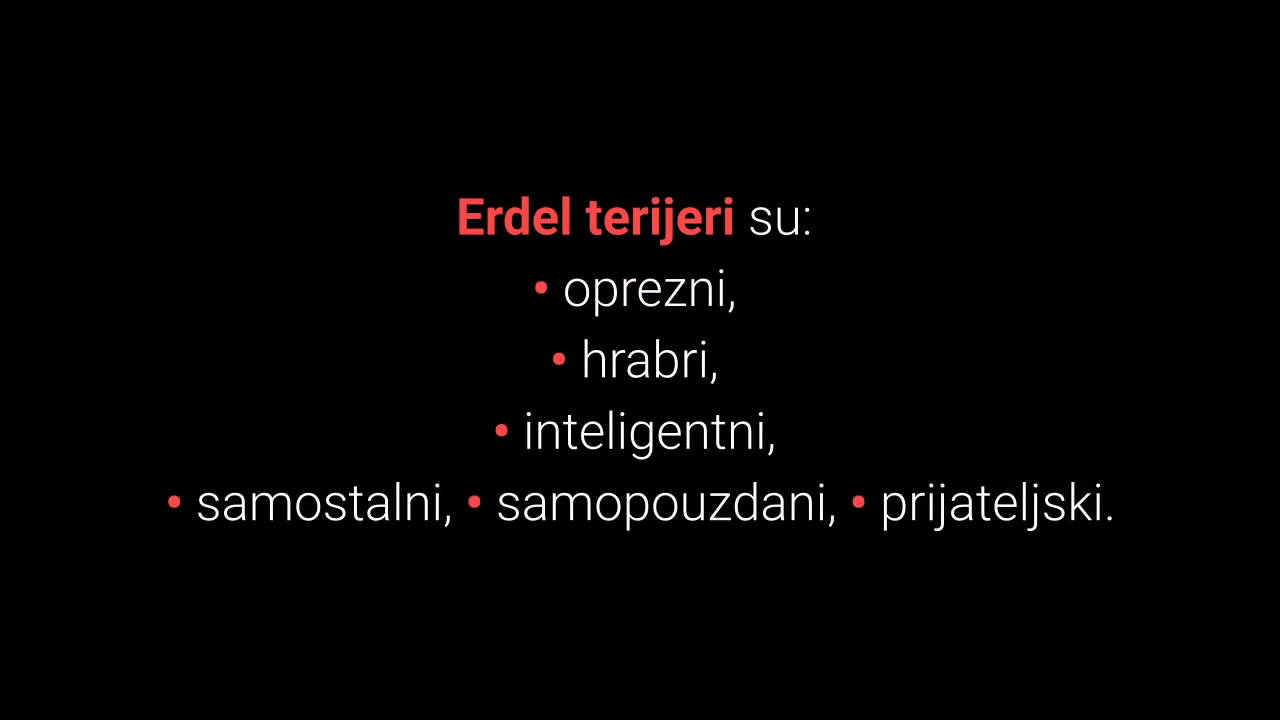 Erdel terijeri su:
• oprezni,
• hrabri,
• inteligentni,
• samostalni, • samopouzdani, • prijateljski.